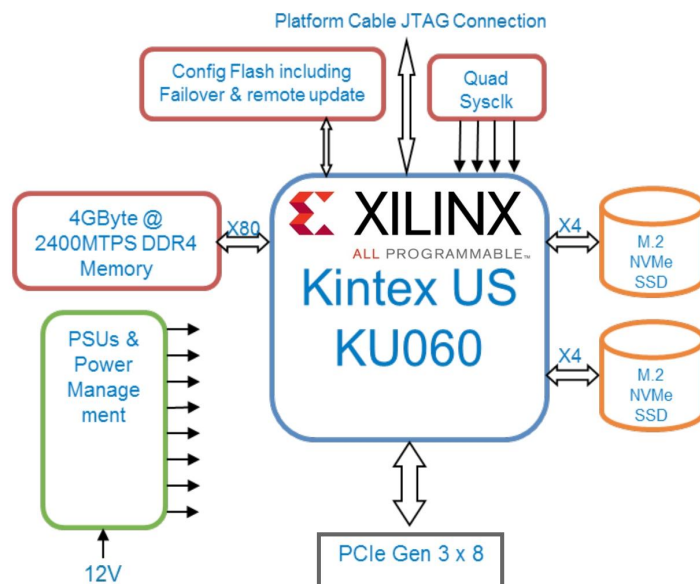 Platform Cable JTAG Connection
Config Flash including
Failover & remote update
Quad
Sysclk
4GByte @
2400MTPS DDR4
Memory
X80
XILINX
ALL PROGRAMMABLE™
Kintex US
KU060
X4
M.2
NVMe
SSD
X4
M.2
NVMe
SSD
PSUs &
Power
Manage
ment
12V
PCIe Gen 3 x 8